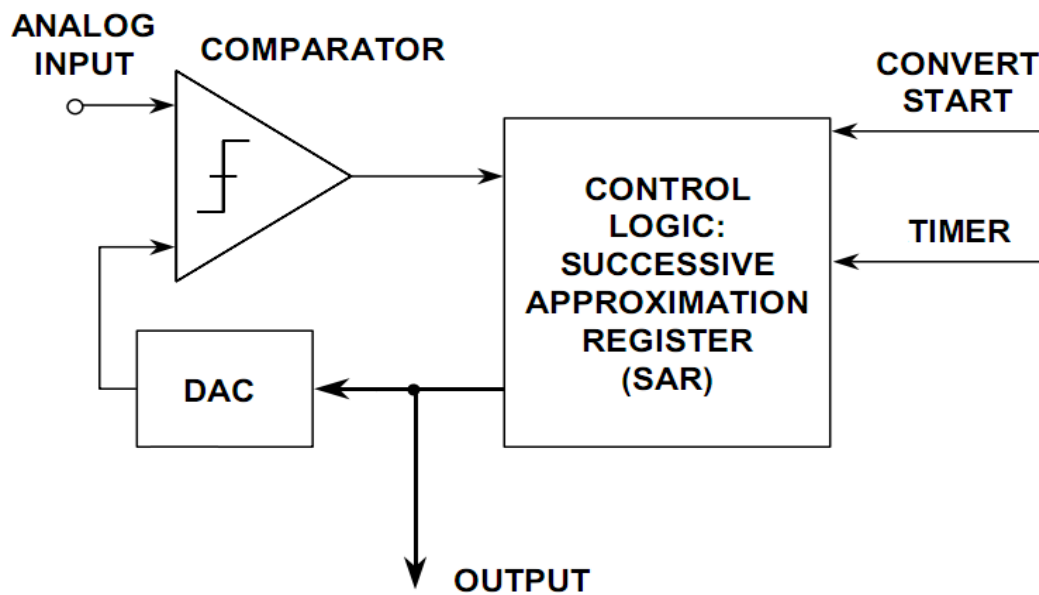 ANALOG
INPUT
COMPARATOR
CONVERT
START
TIMER
CONTROL
LOGIC:
SUCCESSIVE
APPROXIMATION
REGISTER
(SAR)
DAC
OUTPUT